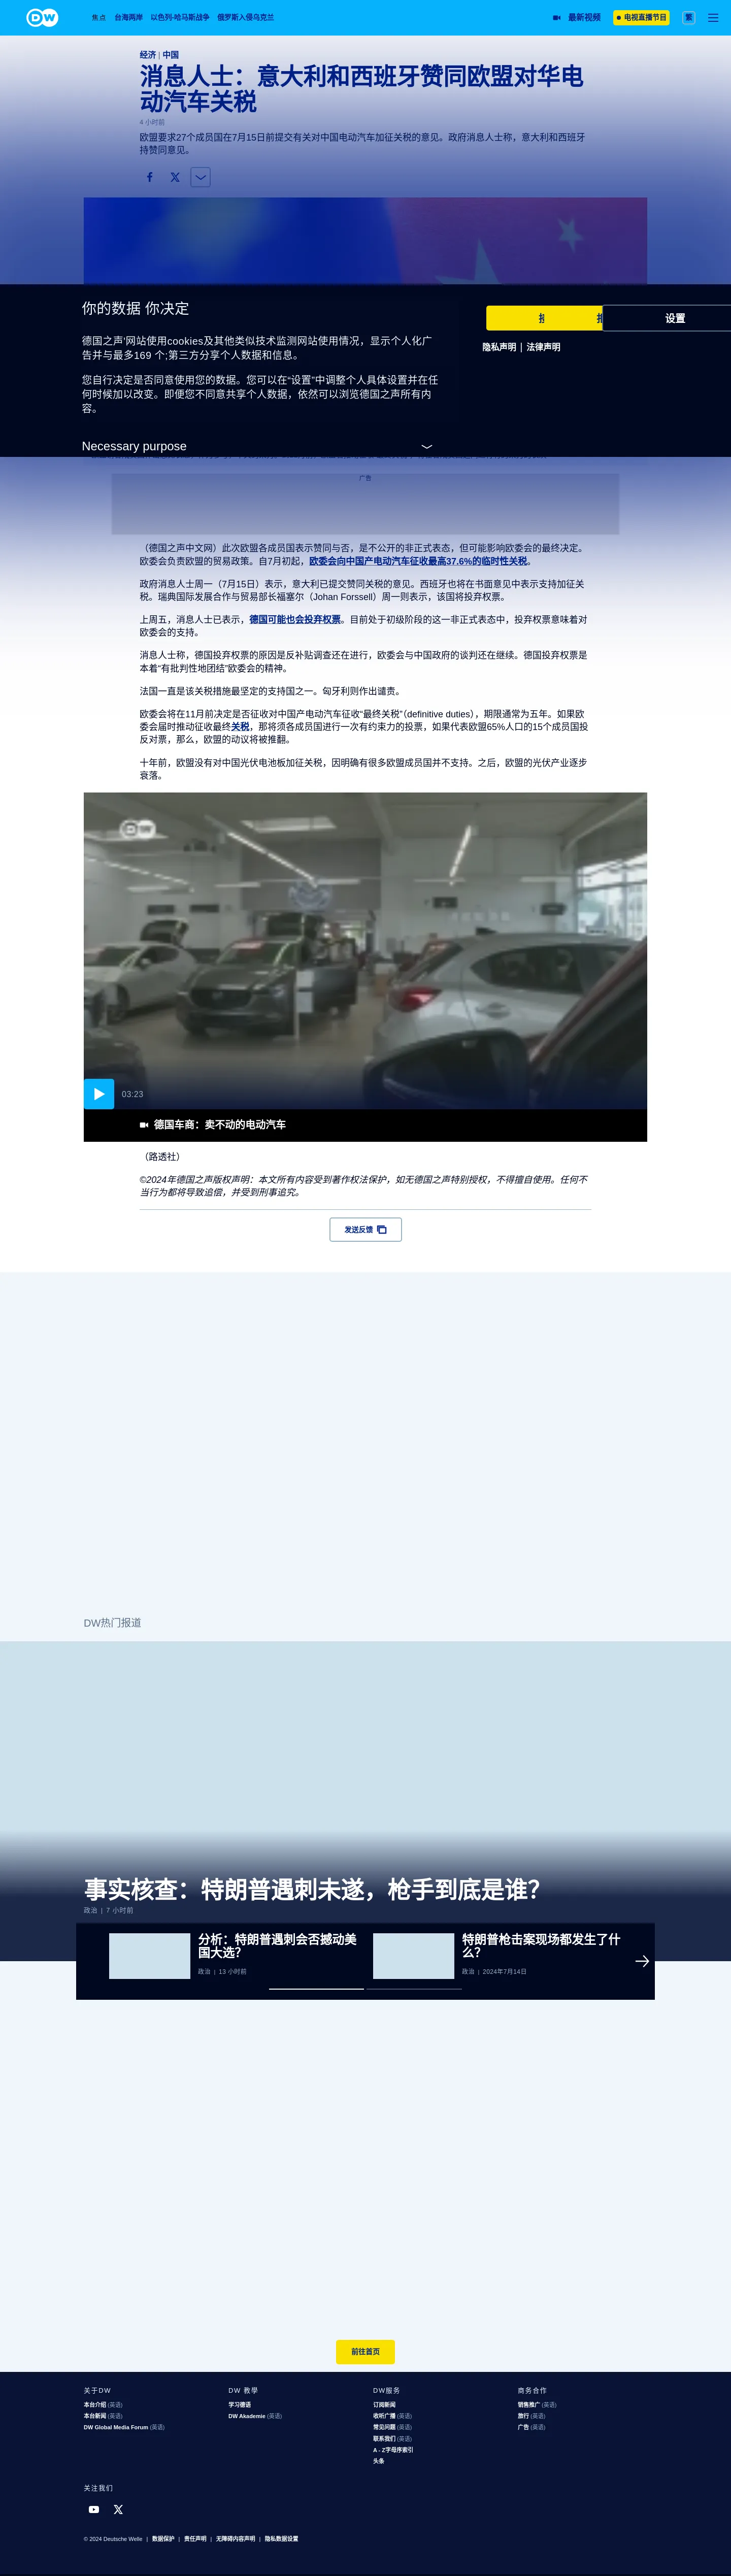 DW
焦点 台海两岸 以色列-哈马斯战争 俄罗斯入侵乌克兰 最新视频 电视直播节目 繁
经济 | 中国
消息人士：意大利和西班牙赞同欧盟对华电
动汽车关税
4 小时前
欧盟要求27个成员国在7月15日前提交有关对中国电动汽车加征关税的意见。政府消息人士称，意大利和西班牙
持赞同意见。
你的数据 你决定
设置
德国之声'网站使用cookies及其他类似技术监测网站使用情况，显示个人化广
告并与最多169 个;第三方分享个人数据和信息。
隐私声明 | 法律声明
您自行决定是否同意使用您的数据。您可以在“设置”中调整个人具体设置并在任
何时候加以改变。即便您不同意共享个人数据，依然可以浏览德国之声所有内
容。
Necessary purpose
广告
（德国之声中文网）此次欧盟各成员国表示赞同与否，是不公开的非正式表态，但可能影响欧委会的最终决定。
欧委会负责欧盟的贸易政策。自7月初起，欧委会向中国产电动汽车征收最高37.6%的临时性关税。
政府消息人士周一（7月15日）表示，意大利已提交赞同关税的意见。西班牙也将在书面意见中表示支持加征关
税。瑞典国际发展合作与贸易部长福塞尔（Johan Forssell）周一则表示，该国将投弃权票。
上周五，消息人士已表示，德国可能也会投弃权票。目前处于初级阶段的这一非正式表态中，投弃权票意味着对
欧委会的支持。
消息人士称，德国投弃权票的原因是反补贴调查还在进行，欧委会与中国政府的谈判还在继续。德国投弃权票是
本着“有批判性地团结”欧委会的精神。
法国一直是该关税措施最坚定的支持国之一。匈牙利则作出谴责。
欧委会将在11月前决定是否征收对中国产电动汽车征收“最终关税”（definitive duties），期限通常为五年。如果欧
委会届时推动征收最终关税，那将须各成员国进行一次有约束力的投票，如果代表欧盟65%人口的15个成员国投
反对票，那么，欧盟的动议将被推翻。
十年前，欧盟没有对中国光伏电池板加征关税，因明确有很多欧盟成员国并不支持。之后，欧盟的光伏产业逐步
衰落。
DW
03:23
德国车商：卖不动的电动汽车
（路透社）
©2024年德国之声版权声明：本文所有内容受到著作权法保护，如无德国之声特别授权，不得擅自使用。任何不
当行为都将导致追偿，并受到刑事追究。
发送反馈
DW热门报道
事实核查：特朗普遇刺未遂，枪手到底是谁？
政治 | 7 小时前
分析：特朗普遇刺会否撼动美
国大选？
政治 | 13 小时前
特朗普枪击案现场都发生了什
么？
政治 | 2024年7月14日
前往首页
关于DW
本台介绍 (英语)
本台新闻 (英语)
DW Global Media Forum (英语)
DW 教學
学习德语
DW Akademie (英语)
DW服务
订阅新闻
收听广播 (英语)
常见问题 (英语)
联系我们 (英语)
A - Z字母序索引
头条
商务合作
销售推广 (英语)
旅行 (英语)
广告 (英语)
关注我们
© 2024 Deutsche Welle | 数据保护 | 责任声明 | 无障碍内容声明 | 隐私数据设置